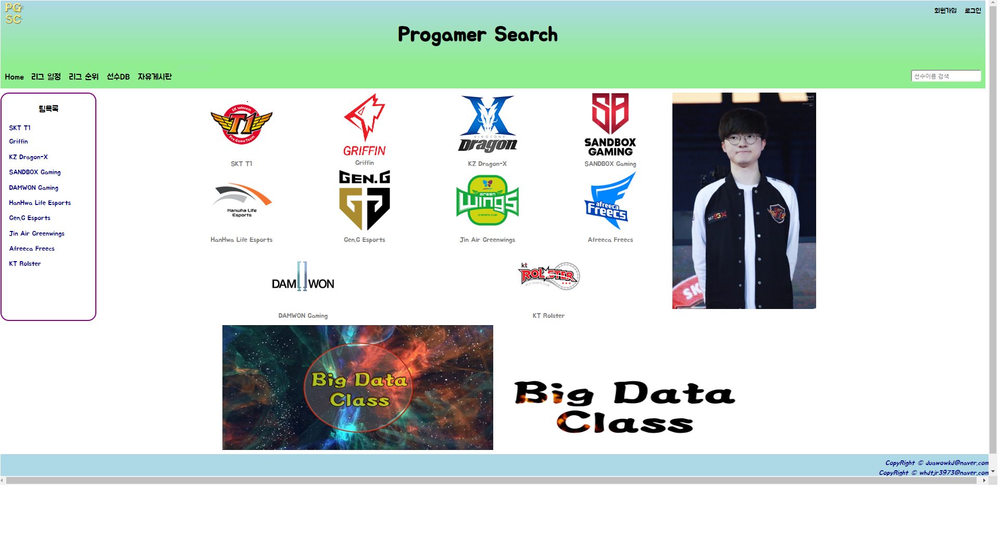 PG
SC
회원가입 로그인
Progamer Search
Home 리그 일정 리그 순위 선수DB 자유게시판
선수이름 검색
팀목록
SKT T1
Griffin
KZ Dragon-X
SANDBOX Gaming
DAMWON Gaming
HanHwa Life Esports
Gen.G Esports
Jin Air Greenwings
Afreeca Freecs
KT Rolster
SK telecom
T1
Pro Game Team
SKT T1
GRIFFIN
Griffin
KINGZONE
Dragon
KZ Dragon-X
SB
SANDBOX
GAMING
SANDBOX Gaming
Hanwha Life
Esports
HanHwa Life Esports
GEN.G
Gen.G Esports
GREEN
WINGS
E-SPORTS CLUB
Jin Air Greenwings
afreeca
Freecs
Afreeca Freecs
DAMWON
DAMWON Gaming
kt
ROLSTER
KT Rolster
SKT
T1
SK
Big Data
Class
Big Data
Class
CopyRight © duawowkd@naver.com
CopyRight © whdtjr3973@naver.com